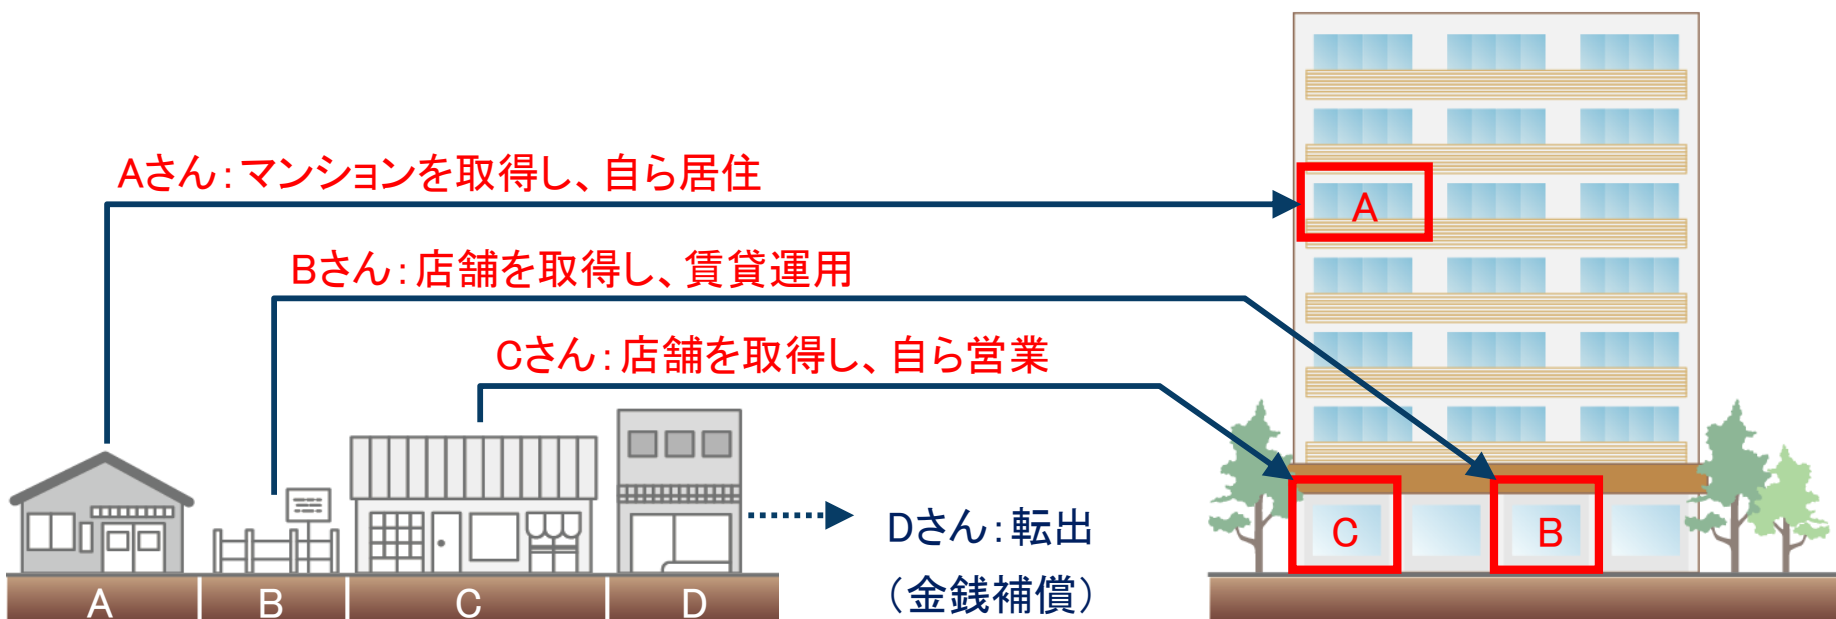 Aさん：マンションを取得し、自ら居住
A
Bさん：店舗を取得し、賃貸運用
Cさん：店舗を取得し、自ら営業
Dさん：転出
（金銭補償）
C
B
A
B
C
D